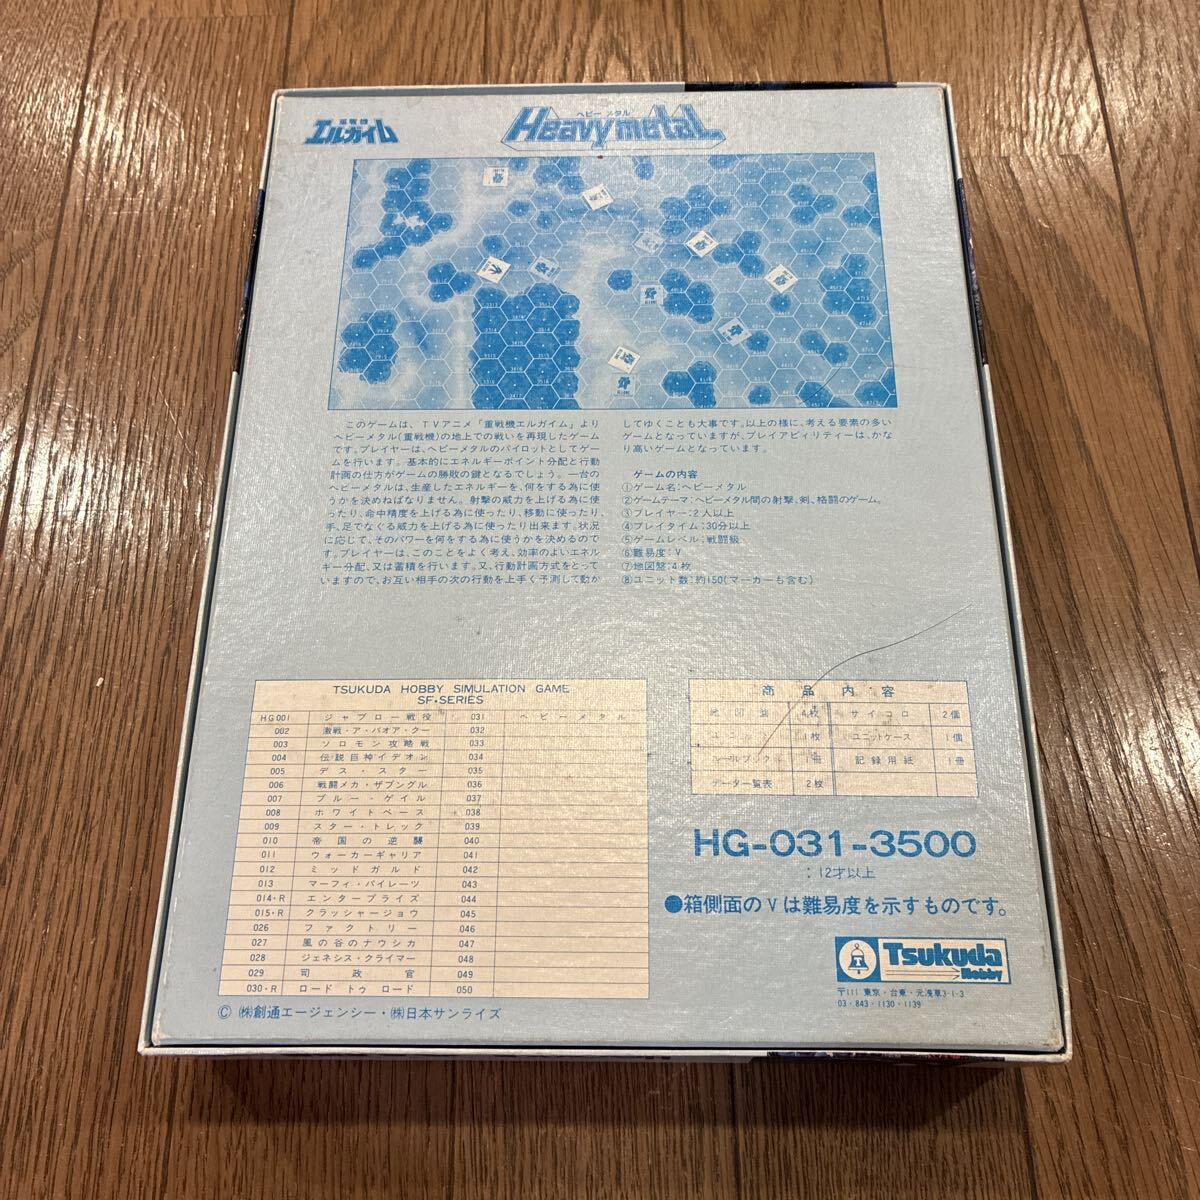 重戦機
エルガイム
ヘビーメタル
Heavymetal
このゲームは、TVアニメ「重戦機エルガイム」より
ヘビーメタル(重戦機)の地上での戦いを再現したゲーム
です。プレイヤーは、ヘビーメタルのパイロットとしてゲー
ムを行います。基本的にエネルギーポイント分配と行動
計画の仕方がゲームの勝敗の鍵となるでしょう。一台の
ヘビーメタルは、生産したエネルギーを、何をする為に使
うかを決めねばなりません。射撃の威力を上げる為に使
ったり、命中精度を上げる為に使ったり、移動に使ったり、
手、足でなぐる威力を上げる為に使ったり出来ます。状況
に応じて、そのパワーを何をする為に使うかを決めるので
す。プレイヤーは、このことをよく考え、効率のよいエネル
ギー分配、又は蓄積を行います。又、行動計画方式をとって
いますので、お互い相手の次の行動を上手く予測して動か
してゆくことも大事です。以上の様に、考える要素の多い
ゲームとなっていますが、プレイアビィリティーは、かな
り高いゲームとなっています。
ゲームの内容
①ゲーム名:ヘビーメタル
②ゲームテーマ:ヘビーメタル間の射撃、剣、格闘のゲーム。
③プレイヤー:2人以上
④プレイタイム:30分以上
⑤ゲームレベル:戦闘級
⑥難易度:V
⑦地図盤:4枚
⑧ユニット数:約150(マーカーも含む)
TSUKUDA HOBBY SIMULATION GAME
SF・SERIES
HG001 ジャブロー戦役 031 ヘビーメタル
002 激戦・ア・バオア・クー 032
003 ソロモン攻略戦 033
004 伝説巨神イデオン 034
005 デス・スター 035
006 戦闘メカ・ザブングル 036
007 ブルー・ゲイル 037
008 ホワイトベース 038
009 スター・トレック 039
010 帝国の逆襲 040
011 ウォーカーギャリア 041
012 ミッドガルド 042
013 マーフィ・パイレーツ 043
014・R エンタープライズ 044
015・R クラッシャージョウ 045
026 ファクトリー 046
027 風の谷のナウシカ 047
028 ジェネシス・クライマー 048
029 司政官 049
030・R ロードトゥロード 050
© ㈱創通エージェンシー・㈱日本サンライズ
商品内容
地図盤 4枚 サイコロ 2個
ユニット 1枚 ユニットケース 1個
ルールブック 1冊 記録用紙 1冊
データ一覧表 2枚
HG-031-3500
:12才以上
●箱側面のVは難易度を示すものです。
Tsukuda
Hobby
〒111 東京・台東・元浅草3-1-3
03・843・1130・1139